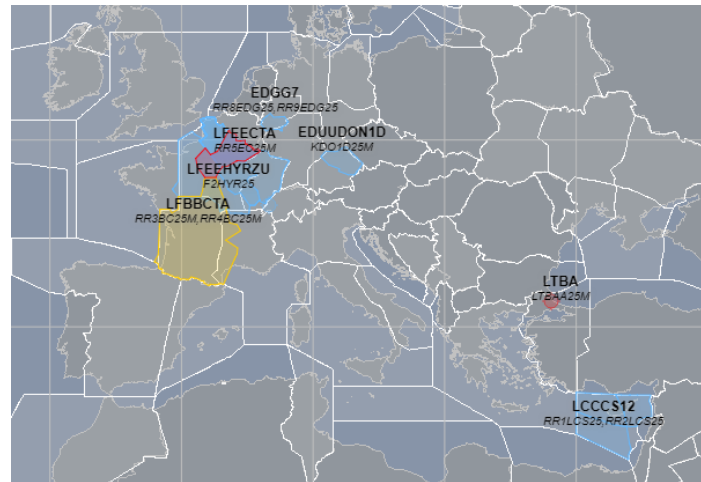 EDGG7
RR8EDG25,RR9EDG25
LFEECTA
RR5EC25M
EDUUDON1D
KDO1D25M
LFEEHYRZU
F2HYR25
LFBBCTA
RR3BC25M,RR4BC25M
LTBA
LTBAA25M
LCCCS12
RR1LCS25,RR2LCS25